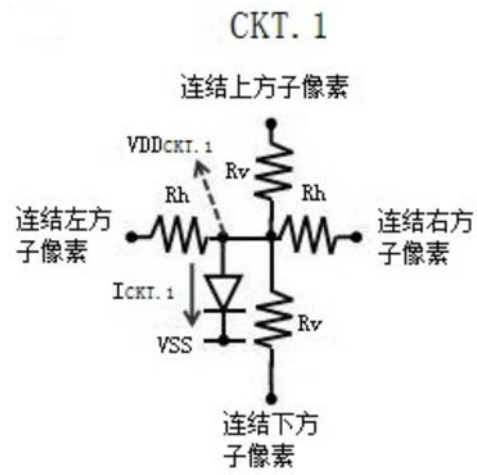 CKT.1
连结上方子像素
VDDCKT.1
Rv
Rh
Rh
连结左方
子像素
连结右方
子像素
ICKT.1
Rv
VSS
连结下方
子像素